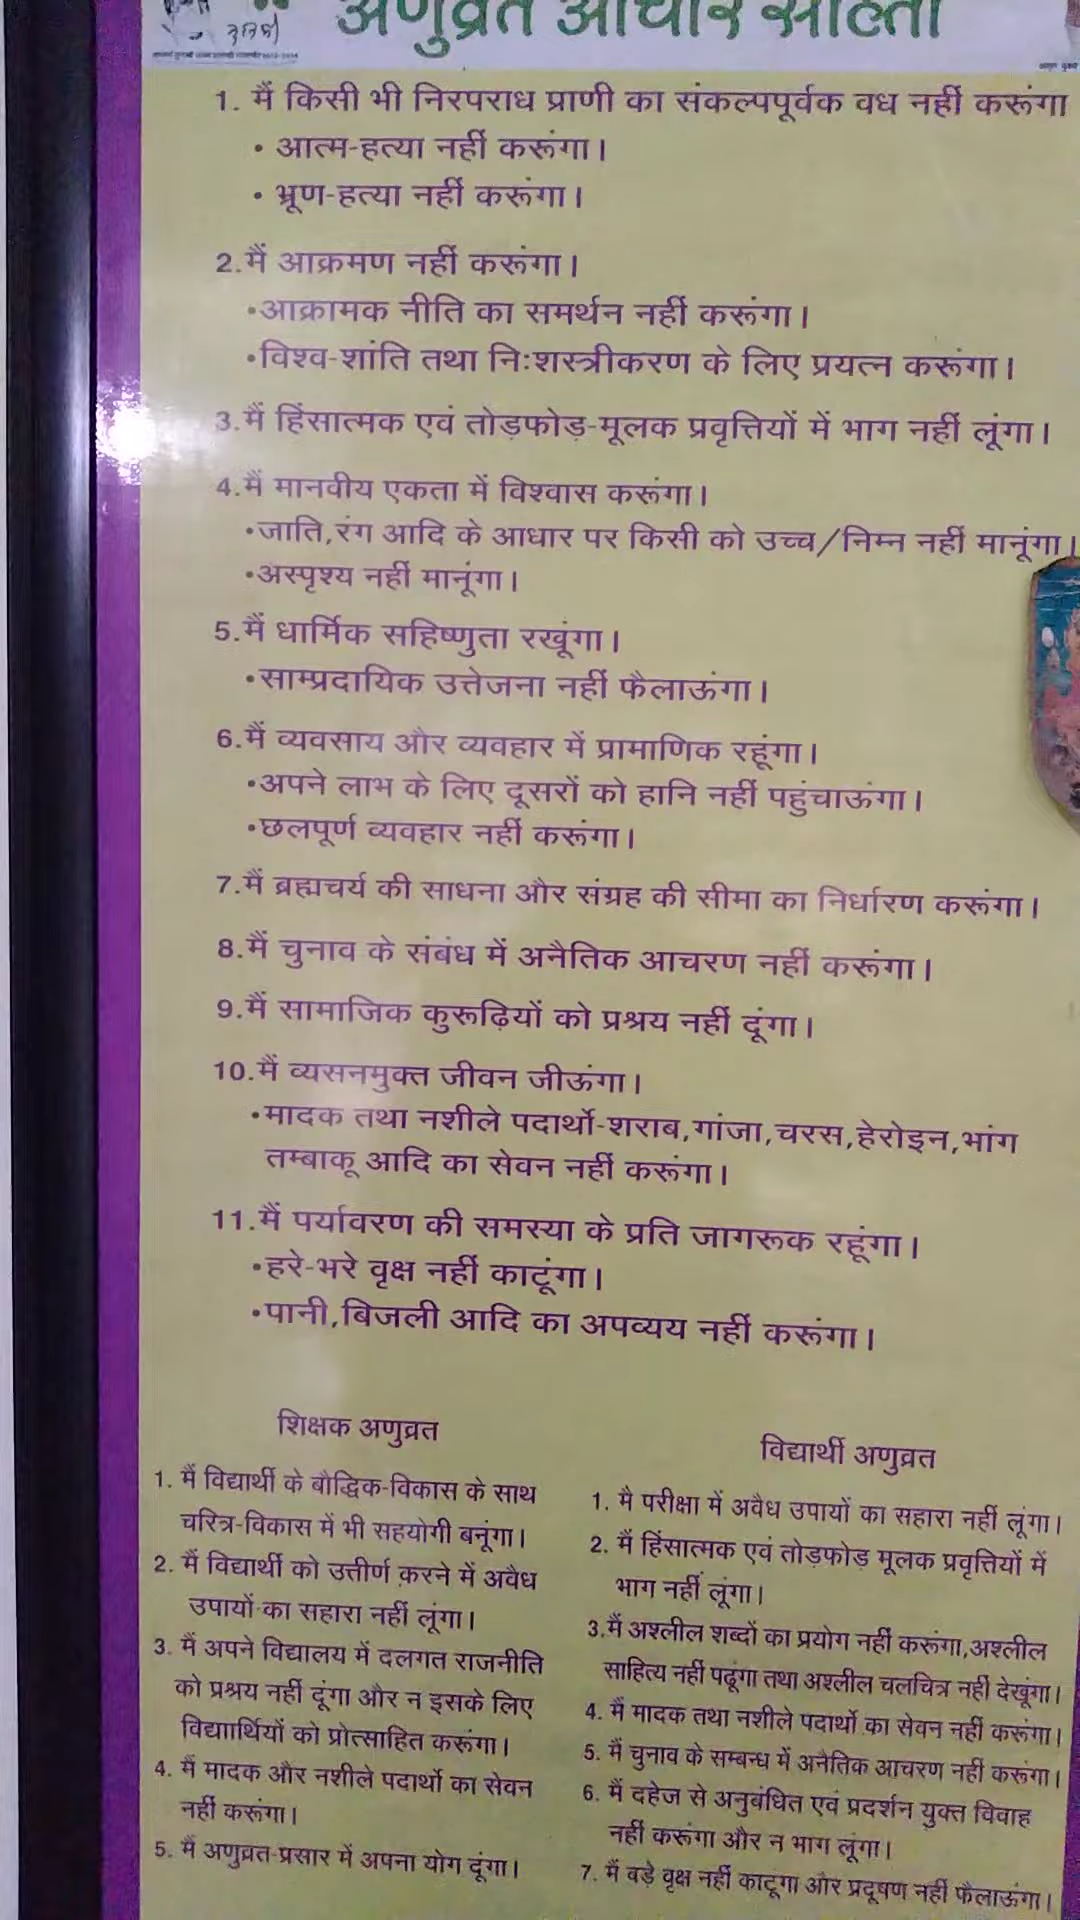 अणुव्रत आचार संहिता
1. मैं किसी भी निरपराध प्राणी का संकल्पपूर्वक वध नहीं करूंगा
• आत्म-हत्या नहीं करूंगा।
• भ्रूण-हत्या नहीं करूंगा।
2.मैं आक्रमण नहीं करूंगा।
•आक्रामक नीति का समर्थन नहीं करूंगा।
•विश्व-शांति तथा निःशस्त्रीकरण के लिए प्रयत्न करूंगा।
3.मैं हिंसात्मक एवं तोड़फोड़-मूलक प्रवृत्तियों में भाग नहीं लूंगा।
4.मैं मानवीय एकता में विश्वास करूंगा।
•जाति,रंग आदि के आधार पर किसी को उच्च/निम्न नहीं मानूंगा।
•अस्पृश्य नहीं मानूंगा।
5.मैं धार्मिक सहिष्णुता रखूंगा।
•साम्प्रदायिक उत्तेजना नहीं फैलाऊंगा।
6.मैं व्यवसाय और व्यवहार में प्रामाणिक रहूंगा।
•अपने लाभ के लिए दूसरों को हानि नहीं पहुंचाऊंगा।
•छलपूर्ण व्यवहार नहीं करूंगा।
7.मैं ब्रह्मचर्य की साधना और संग्रह की सीमा का निर्धारण करूंगा।
8.मैं चुनाव के संबंध में अनैतिक आचरण नहीं करूंगा।
9.मैं सामाजिक कुरूढ़ियों को प्रश्रय नहीं दूंगा।
10.मैं व्यसनमुक्त जीवन जीऊंगा।
•मादक तथा नशीले पदार्थो-शराब,गांजा,चरस,हेरोइन,भांग
तम्बाकू आदि का सेवन नहीं करूंगा।
11.मैं पर्यावरण की समस्या के प्रति जागरूक रहूंगा।
•हरे-भरे वृक्ष नहीं काटूंगा।
•पानी,बिजली आदि का अपव्यय नहीं करूंगा।
शिक्षक अणुव्रत
1. मैं विद्यार्थी के बौद्धिक-विकास के साथ
चरित्र-विकास में भी सहयोगी बनूंगा।
2. मैं विद्यार्थी को उत्तीर्ण करने में अवैध
उपायों का सहारा नहीं लूंगा।
3. मैं अपने विद्यालय में दलगत राजनीति
को प्रश्रय नहीं दूंगा और न इसके लिए
विद्याार्थियों को प्रोत्साहित करूंगा।
4. मैं मादक और नशीले पदार्थो का सेवन
नहीं करूंगा।
5. मैं अणुव्रत-प्रसार में अपना योग दूंगा।
विद्यार्थी अणुव्रत
1. मै परीक्षा में अवैध उपायों का सहारा नहीं लूंगा।
2. मैं हिंसात्मक एवं तोड़फोड़ मूलक प्रवृत्तियों में
भाग नहीं लूंगा।
3.मैं अश्लील शब्दों का प्रयोग नहीं करूंगा,अश्लील
साहित्य नहीं पढूंगा तथा अश्लील चलचित्र नहीं देखूंगा।
4. मैं मादक तथा नशीले पदार्थो का सेवन नहीं करूंगा।
5. मैं चुनाव के सम्बन्ध में अनैतिक आचरण नहीं करूंगा।
6. मैं दहेज से अनुबंधित एवं प्रदर्शन युक्त विवाह
नहीं करूंगा और न भाग लूंगा।
7. मैं वड़े वृक्ष नहीं काटूंगा और प्रदूषण नहीं फैलाऊंगा।